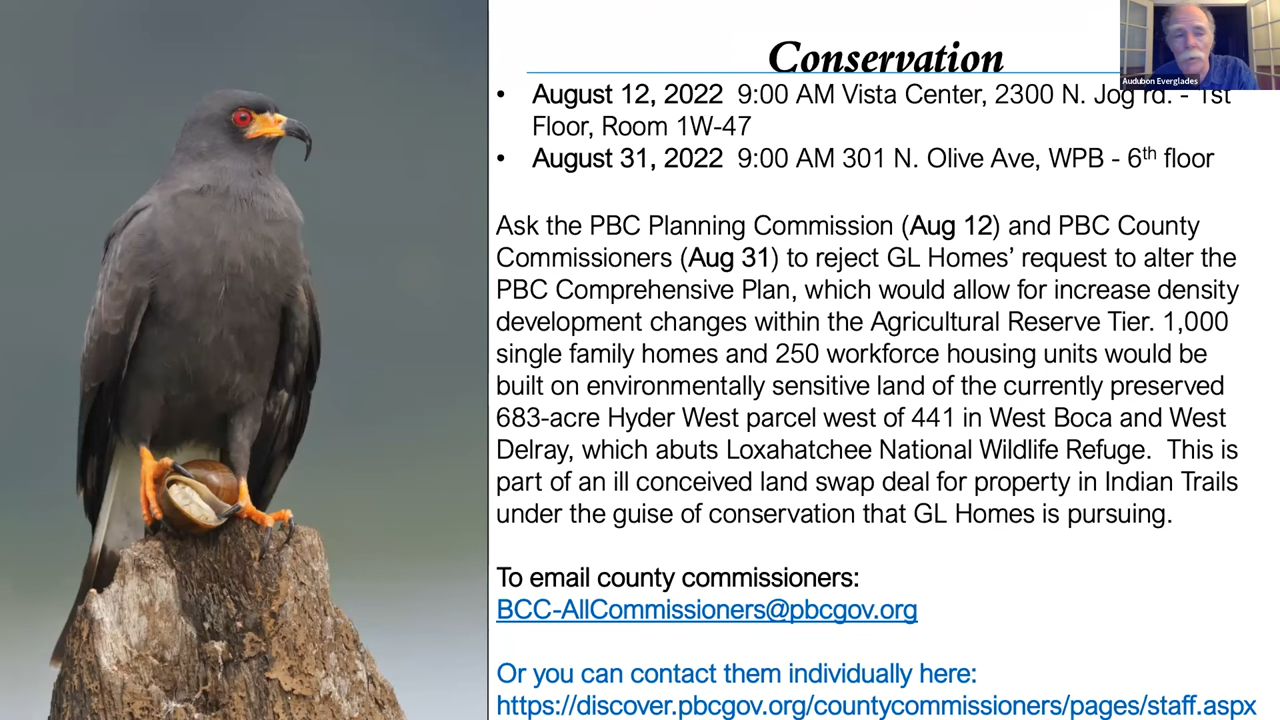 Conservation
Audubon Everglades
• August 12, 2022 9:00 AM Vista Center, 2300 N. Jog rd. - 1st
Floor, Room 1W-47
• August 31, 2022 9:00 AM 301 N. Olive Ave, WPB - 6th floor
Ask the PBC Planning Commission (Aug 12) and PBC County
Commissioners (Aug 31) to reject GL Homes’ request to alter the
PBC Comprehensive Plan, which would allow for increase density
development changes within the Agricultural Reserve Tier. 1,000
single family homes and 250 workforce housing units would be
built on environmentally sensitive land of the currently preserved
683-acre Hyder West parcel west of 441 in West Boca and West
Delray, which abuts Loxahatchee National Wildlife Refuge. This is
part of an ill conceived land swap deal for property in Indian Trails
under the guise of conservation that GL Homes is pursuing.
To email county commissioners:
BCC-AllCommissioners@pbcgov.org
Or you can contact them individually here:
https://discover.pbcgov.org/countycommissioners/pages/staff.aspx